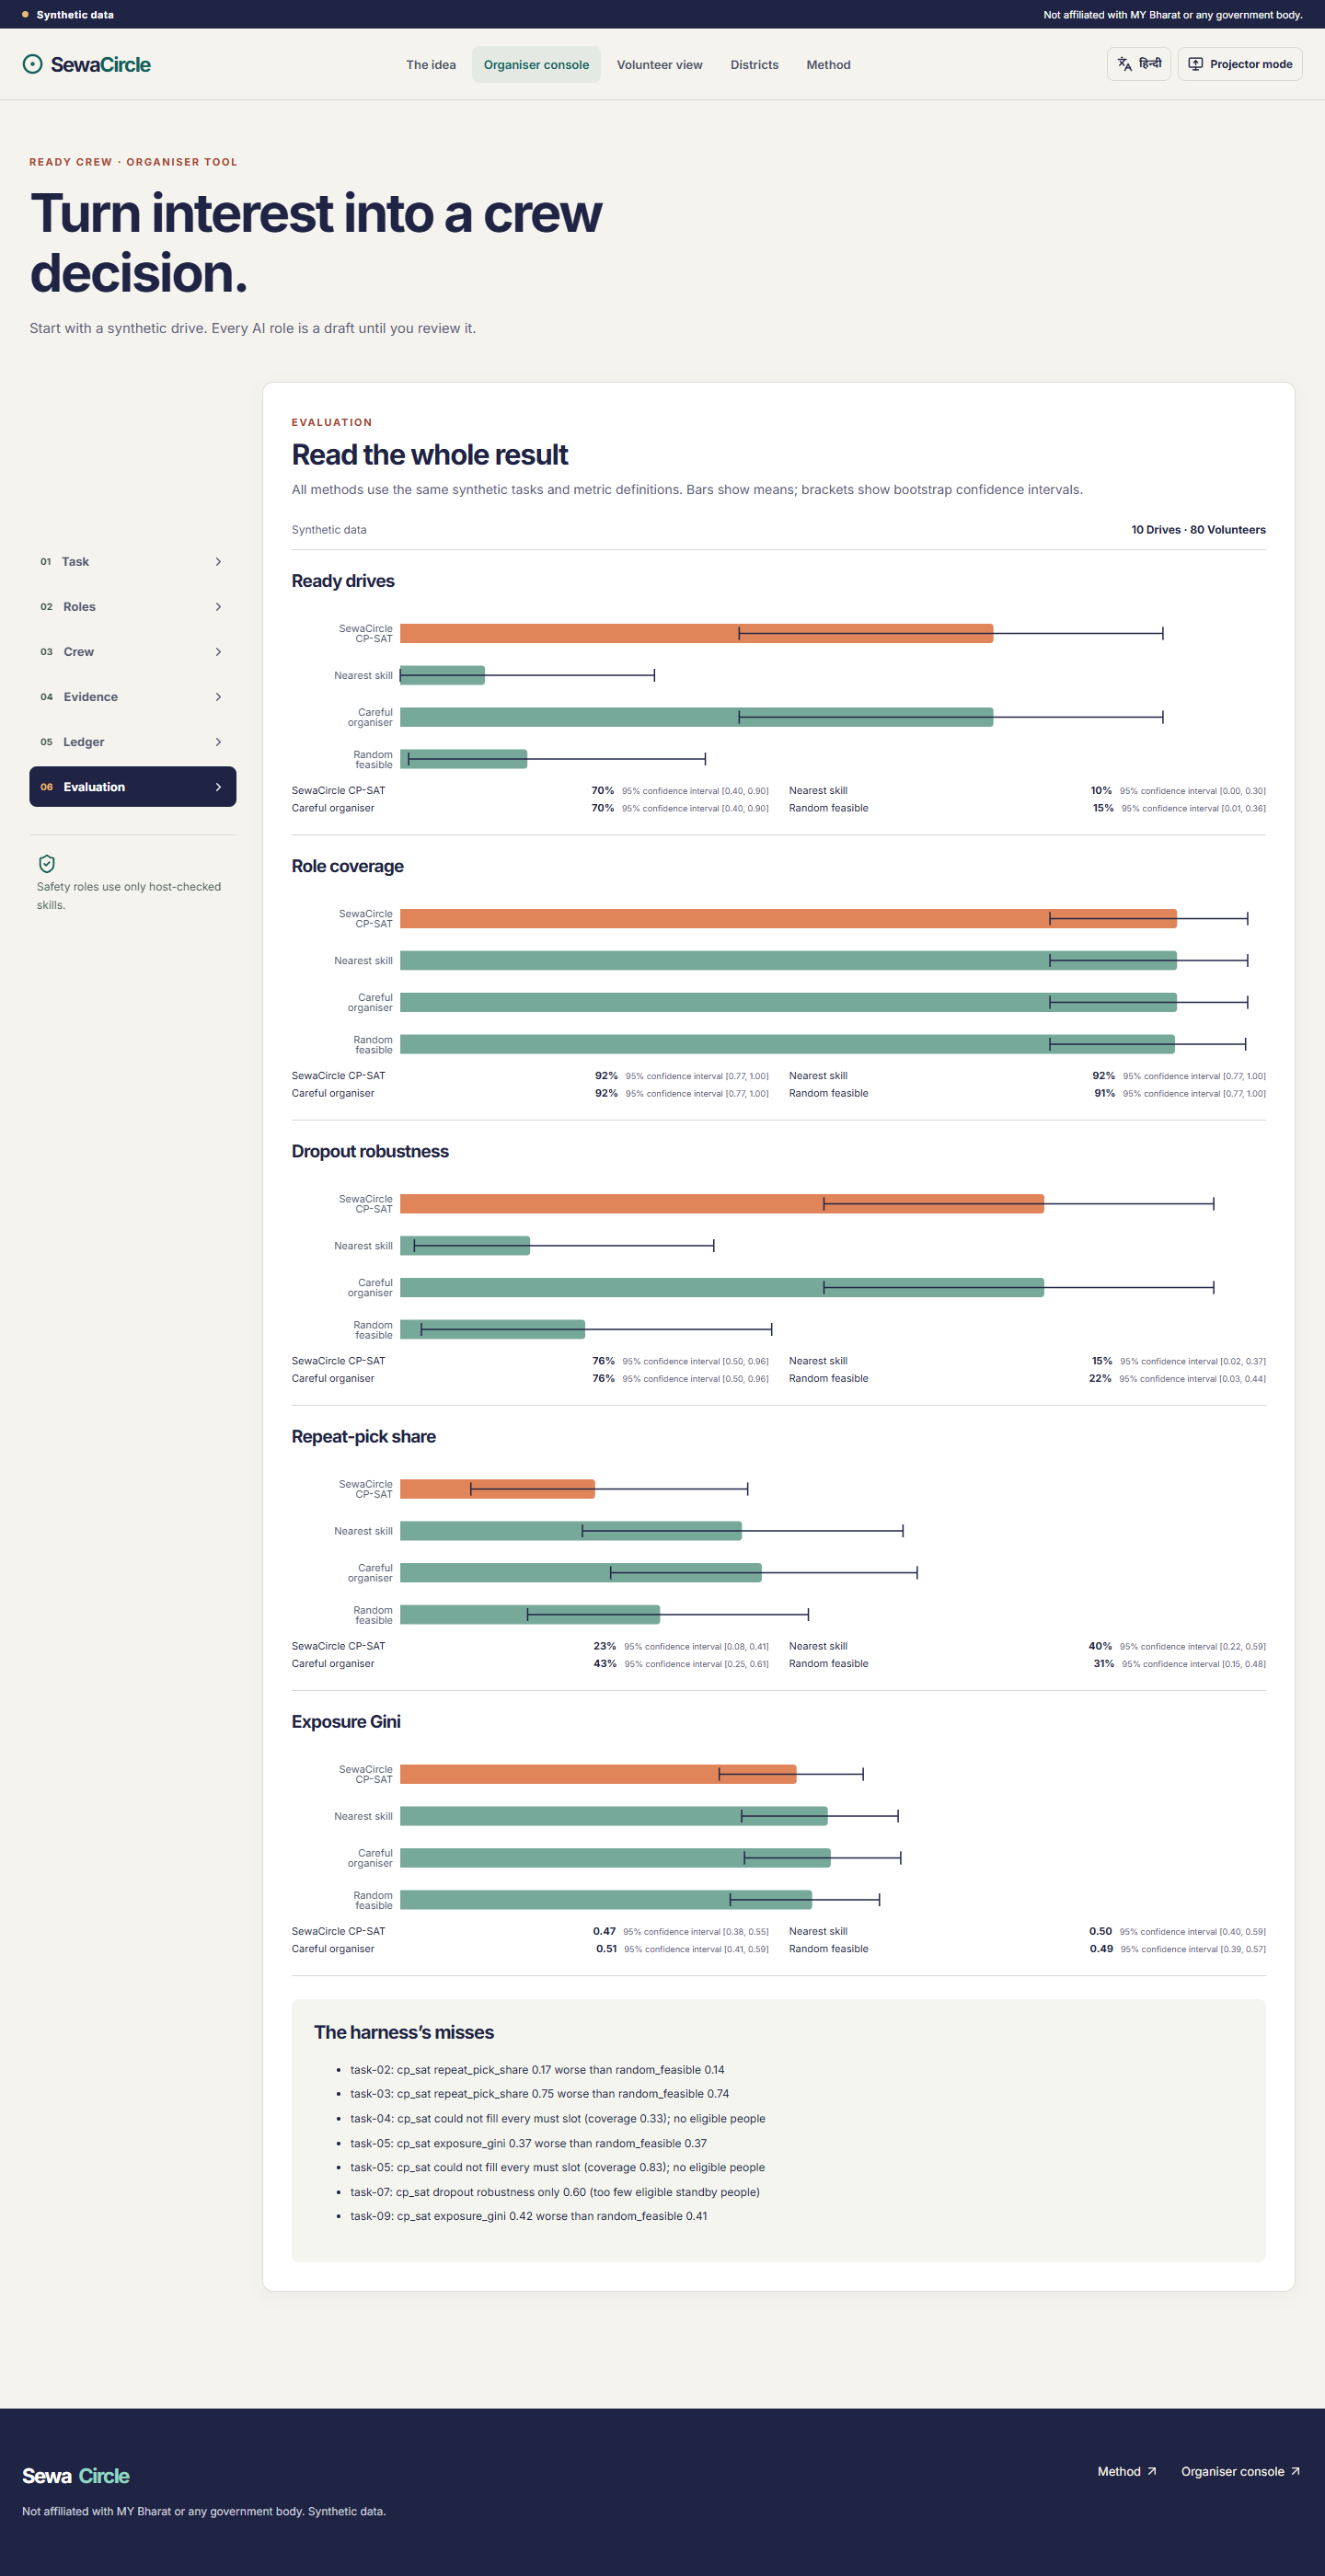 Synthetic data
Not affiliated with MY Bharat or any government body.
SewaCircle
The idea
Organiser console
Volunteer view
Districts
Method
हिन्दी
Projector mode
READY CREW · ORGANISER TOOL
Turn interest into a crew
decision.
Start with a synthetic drive. Every AI role is a draft until you review it.
01 Task
02 Roles
03 Crew
04 Evidence
05 Ledger
06 Evaluation
Safety roles use only host-checked
skills.
EVALUATION
Read the whole result
All methods use the same synthetic tasks and metric definitions. Bars show means; brackets show bootstrap confidence intervals.
Synthetic data
10 Drives · 80 Volunteers
Ready drives
SewaCircle
CP-SAT
Nearest skill
Careful
organiser
Random
feasible
SewaCircle CP-SAT 70% 95% confidence interval [0.40, 0.90] Nearest skill 10% 95% confidence interval [0.00, 0.30]
Careful organiser 70% 95% confidence interval [0.40, 0.90] Random feasible 15% 95% confidence interval [0.01, 0.36]
Role coverage
SewaCircle
CP-SAT
Nearest skill
Careful
organiser
Random
feasible
SewaCircle CP-SAT 92% 95% confidence interval [0.77, 1.00] Nearest skill 92% 95% confidence interval [0.77, 1.00]
Careful organiser 92% 95% confidence interval [0.77, 1.00] Random feasible 91% 95% confidence interval [0.77, 1.00]
Dropout robustness
SewaCircle
CP-SAT
Nearest skill
Careful
organiser
Random
feasible
SewaCircle CP-SAT 76% 95% confidence interval [0.50, 0.96] Nearest skill 15% 95% confidence interval [0.02, 0.37]
Careful organiser 76% 95% confidence interval [0.50, 0.96] Random feasible 22% 95% confidence interval [0.03, 0.44]
Repeat-pick share
SewaCircle
CP-SAT
Nearest skill
Careful
organiser
Random
feasible
SewaCircle CP-SAT 23% 95% confidence interval [0.08, 0.41] Nearest skill 40% 95% confidence interval [0.22, 0.59]
Careful organiser 43% 95% confidence interval [0.25, 0.61] Random feasible 31% 95% confidence interval [0.15, 0.48]
Exposure Gini
SewaCircle
CP-SAT
Nearest skill
Careful
organiser
Random
feasible
SewaCircle CP-SAT 0.47 95% confidence interval [0.38, 0.55] Nearest skill 0.50 95% confidence interval [0.40, 0.59]
Careful organiser 0.51 95% confidence interval [0.41, 0.59] Random feasible 0.49 95% confidence interval [0.39, 0.57]
The harness’s misses
• task-02: cp_sat repeat_pick_share 0.17 worse than random_feasible 0.14
• task-03: cp_sat repeat_pick_share 0.75 worse than random_feasible 0.74
• task-04: cp_sat could not fill every must slot (coverage 0.33); no eligible people
• task-05: cp_sat exposure_gini 0.37 worse than random_feasible 0.37
• task-05: cp_sat could not fill every must slot (coverage 0.83); no eligible people
• task-07: cp_sat dropout robustness only 0.60 (too few eligible standby people)
• task-09: cp_sat exposure_gini 0.42 worse than random_feasible 0.41
Sewa Circle
Method
Organiser console
Not affiliated with MY Bharat or any government body. Synthetic data.